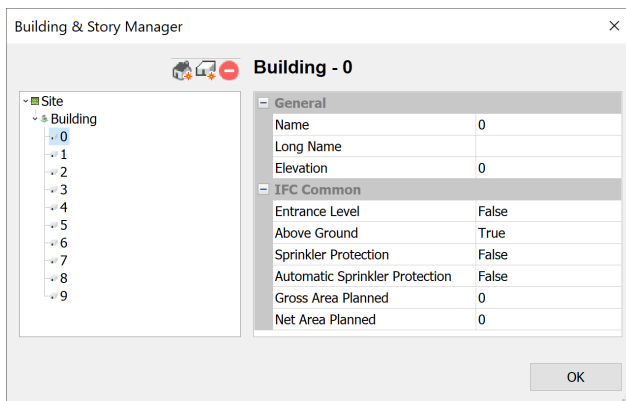 Building & Story Manager
Building - 0
Site
Building
0
1
2
3
4
5
6
7
8
9
General
Name 0
Long Name
Elevation 0
IFC Common
Entrance Level False
Above Ground True
Sprinkler Protection False
Automatic Sprinkler Protection False
Gross Area Planned 0
Net Area Planned 0
OK